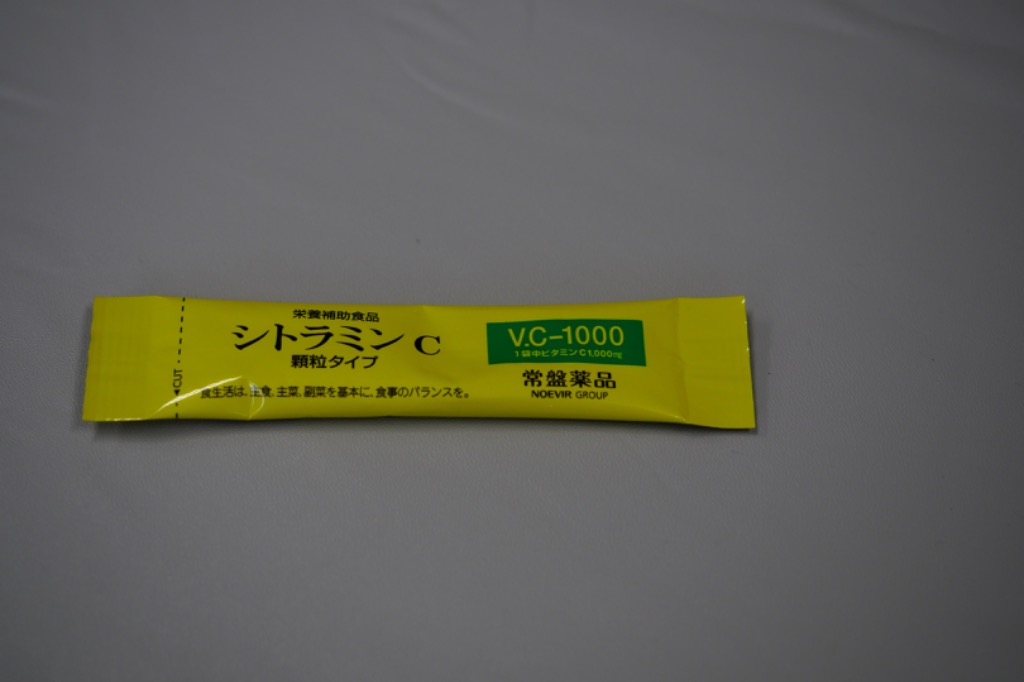 栄養補助食品
シトラミン C
顆粒タイプ
食生活は、主食、主菜、副菜を基本に、食事のバランスを。
CUT
V.C-1000
1袋中ビタミンC1,000mg
常盤薬品
NOEVIR GROUP